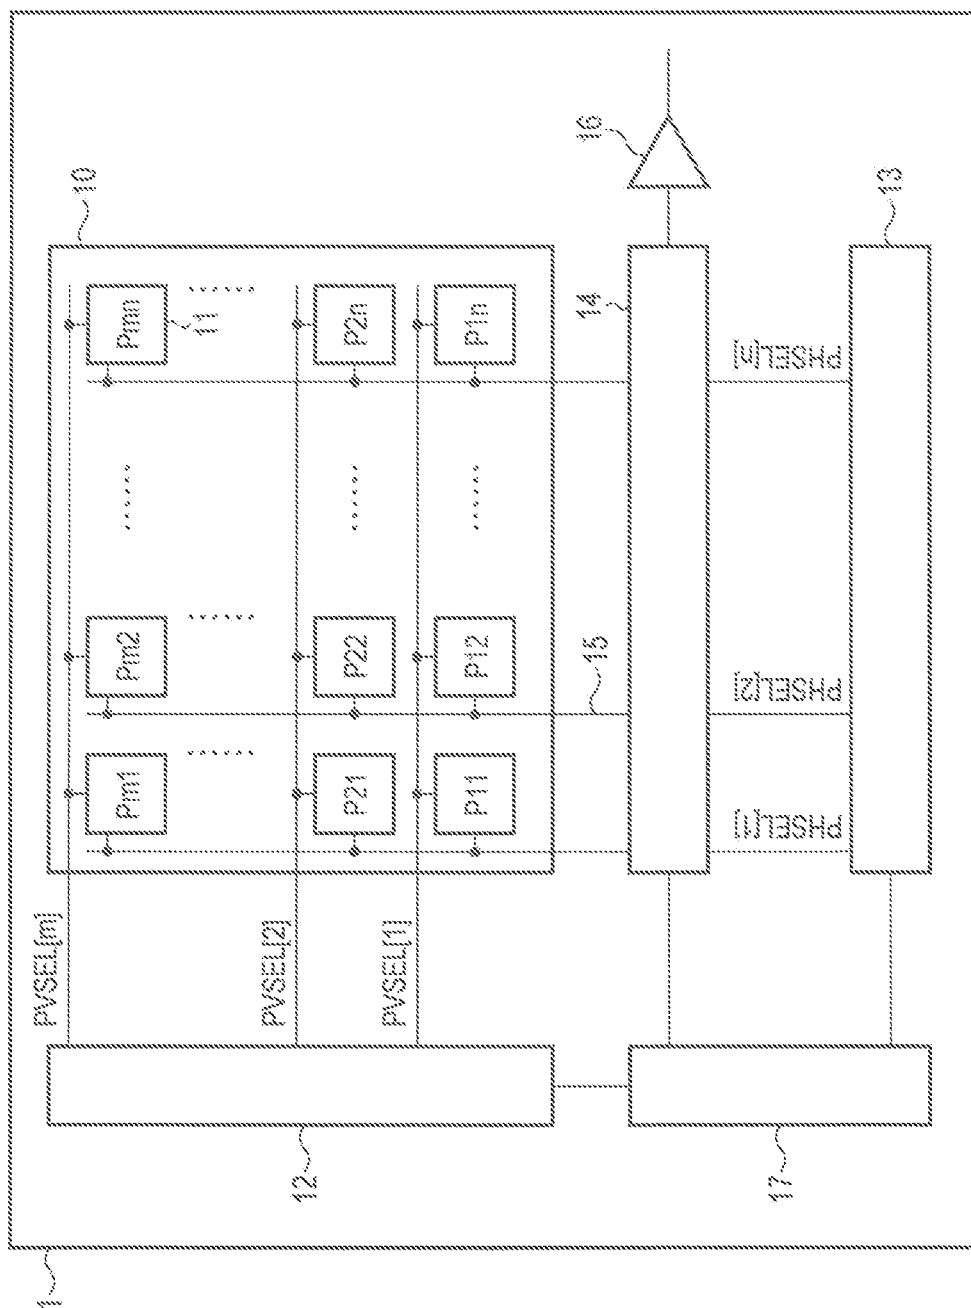 1
10
PVSEL[m]
Pm1
Pm2
......
Pmn
11
......
......
......
PVSEL[2]
P21
P22
......
P2n
PVSEL[1]
P11
P12
......
P1n
12
15
14
16
PHSEL[1]
PHSEL[2]
PHSEL[n]
17
13